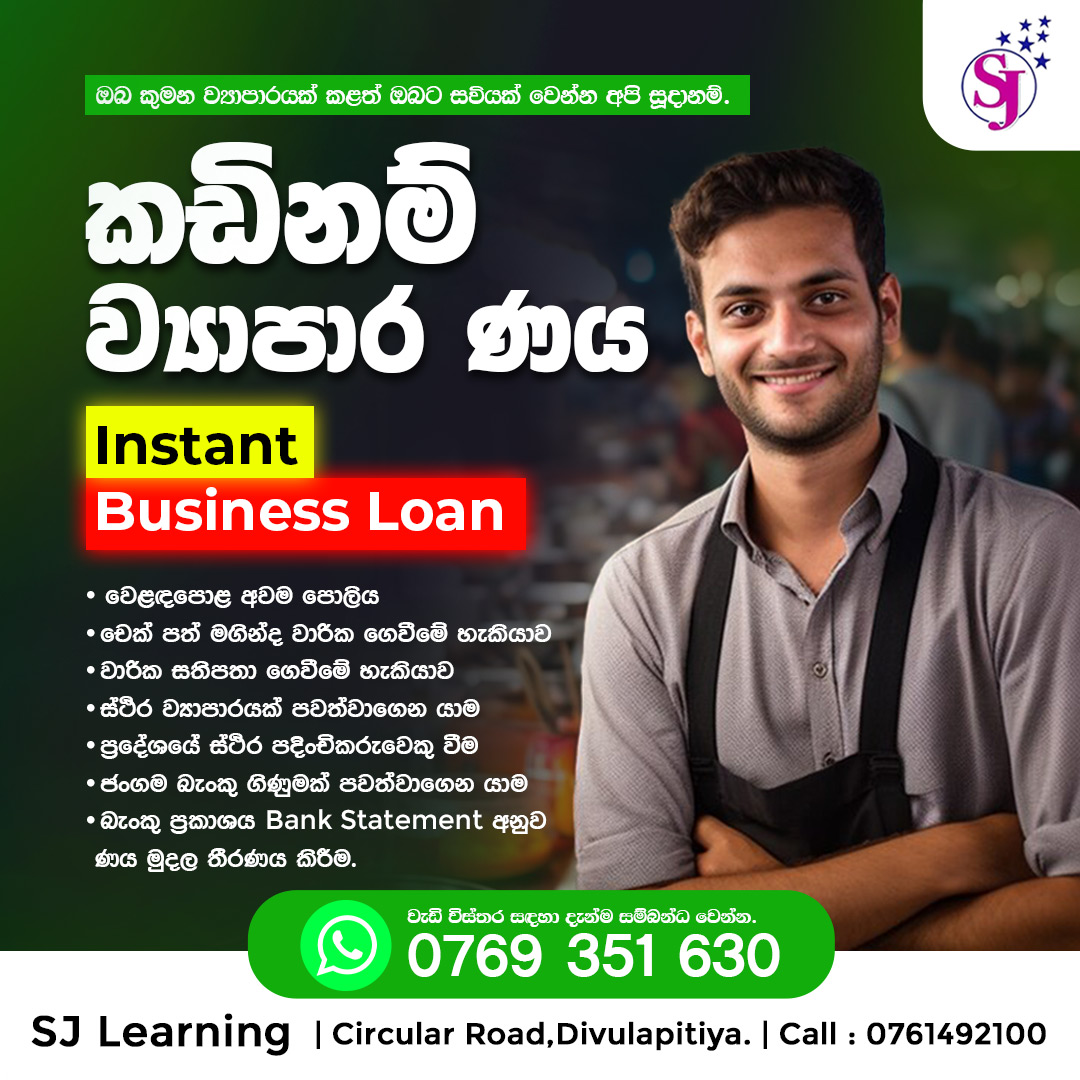 SJ
ඔබ කුමන ව්‍යාපාරයක් කළත් ඔබට සවියක් වෙන්න අපි සූදානම්.
කඩිනම්
ව්‍යාපාර ණය
Instant
Business Loan
• වෙළඳපොළ අවම පොලිය
• චෙක් පත් මගින්ද වාරික ගෙවීමේ හැකියාව
• වාරික සතිපතා ගෙවීමේ හැකියාව
• ස්ථිර ව්‍යාපාරයක් පවත්වාගෙන යාම
• ප්‍රදේශයේ ස්ථිර පදිංචිකරුවෙකු වීම
• ජංගම බැංකු ගිණුමක් පවත්වාගෙන යාම
• බැංකු ප්‍රකාශය Bank Statement අනුව
ණය මුදල තීරණය කිරීම.
වැඩි විස්තර සඳහා දැන්ම සම්බන්ධ වෙන්න.
0769 351 630
SJ Learning | Circular Road,Divulapitiya. | Call : 0761492100